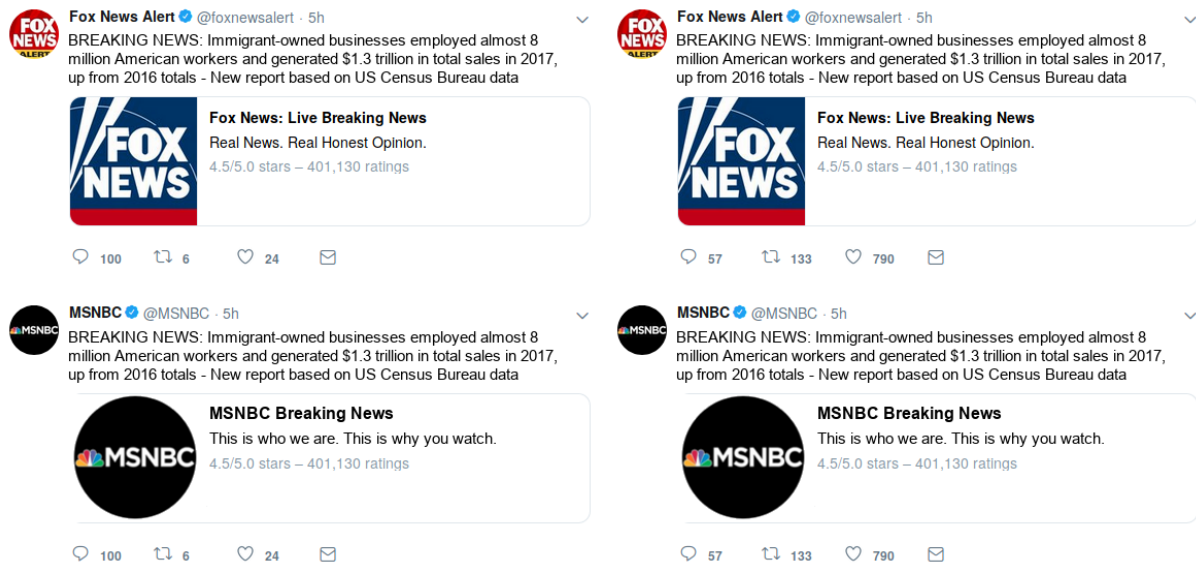 FOX
NEWS
ALERT
Fox News Alert @foxnewsalert · 5h
BREAKING NEWS: Immigrant-owned businesses employed almost 8
million American workers and generated $1.3 trillion in total sales in 2017,
up from 2016 totals - New report based on US Census Bureau data
FOX
NEWS
Fox News: Live Breaking News
Real News. Real Honest Opinion.
4.5/5.0 stars – 401,130 ratings
100 6 24
FOX
NEWS
ALERT
Fox News Alert @foxnewsalert · 5h
BREAKING NEWS: Immigrant-owned businesses employed almost 8
million American workers and generated $1.3 trillion in total sales in 2017,
up from 2016 totals - New report based on US Census Bureau data
FOX
NEWS
Fox News: Live Breaking News
Real News. Real Honest Opinion.
4.5/5.0 stars – 401,130 ratings
57 133 790
MSNBC
MSNBC @MSNBC · 5h
BREAKING NEWS: Immigrant-owned businesses employed almost 8
million American workers and generated $1.3 trillion in total sales in 2017,
up from 2016 totals - New report based on US Census Bureau data
MSNBC
MSNBC Breaking News
This is who we are. This is why you watch.
4.5/5.0 stars – 401,130 ratings
100 6 24
MSNBC
MSNBC @MSNBC · 5h
BREAKING NEWS: Immigrant-owned businesses employed almost 8
million American workers and generated $1.3 trillion in total sales in 2017,
up from 2016 totals - New report based on US Census Bureau data
MSNBC
MSNBC Breaking News
This is who we are. This is why you watch.
4.5/5.0 stars – 401,130 ratings
57 133 790